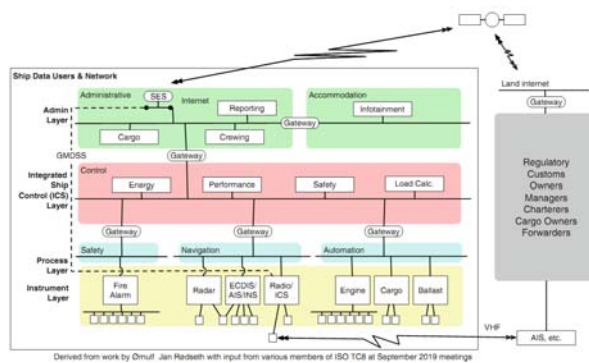 Ship Data Users & Network
Administrative
SES
Internet
Reporting
Cargo
Crewing
Gateway
Accommodation
Infotainment
Admin
Layer
GMDSS
Gateway
Integrated
Ship
Control (ICS)
Layer
Control
Energy
Performance
Safety
Load Calc.
Gateway
Gateway
Gateway
Process
Layer
Safety
Navigation
Automation
Instrument
Layer
Fire
Alarm
Radar
ECDIS/
AIS/INS
Radio/
ICS
Engine
Cargo
Ballast
Land internet
Gateway
Regulatory
Customs
Owners
Managers
Charterers
Cargo Owners
Forwarders
VHF
AIS, etc.
Derived from work by Ørnulf Jan Rødseth with input from various members of ISO TC8 at September 2019 meetings